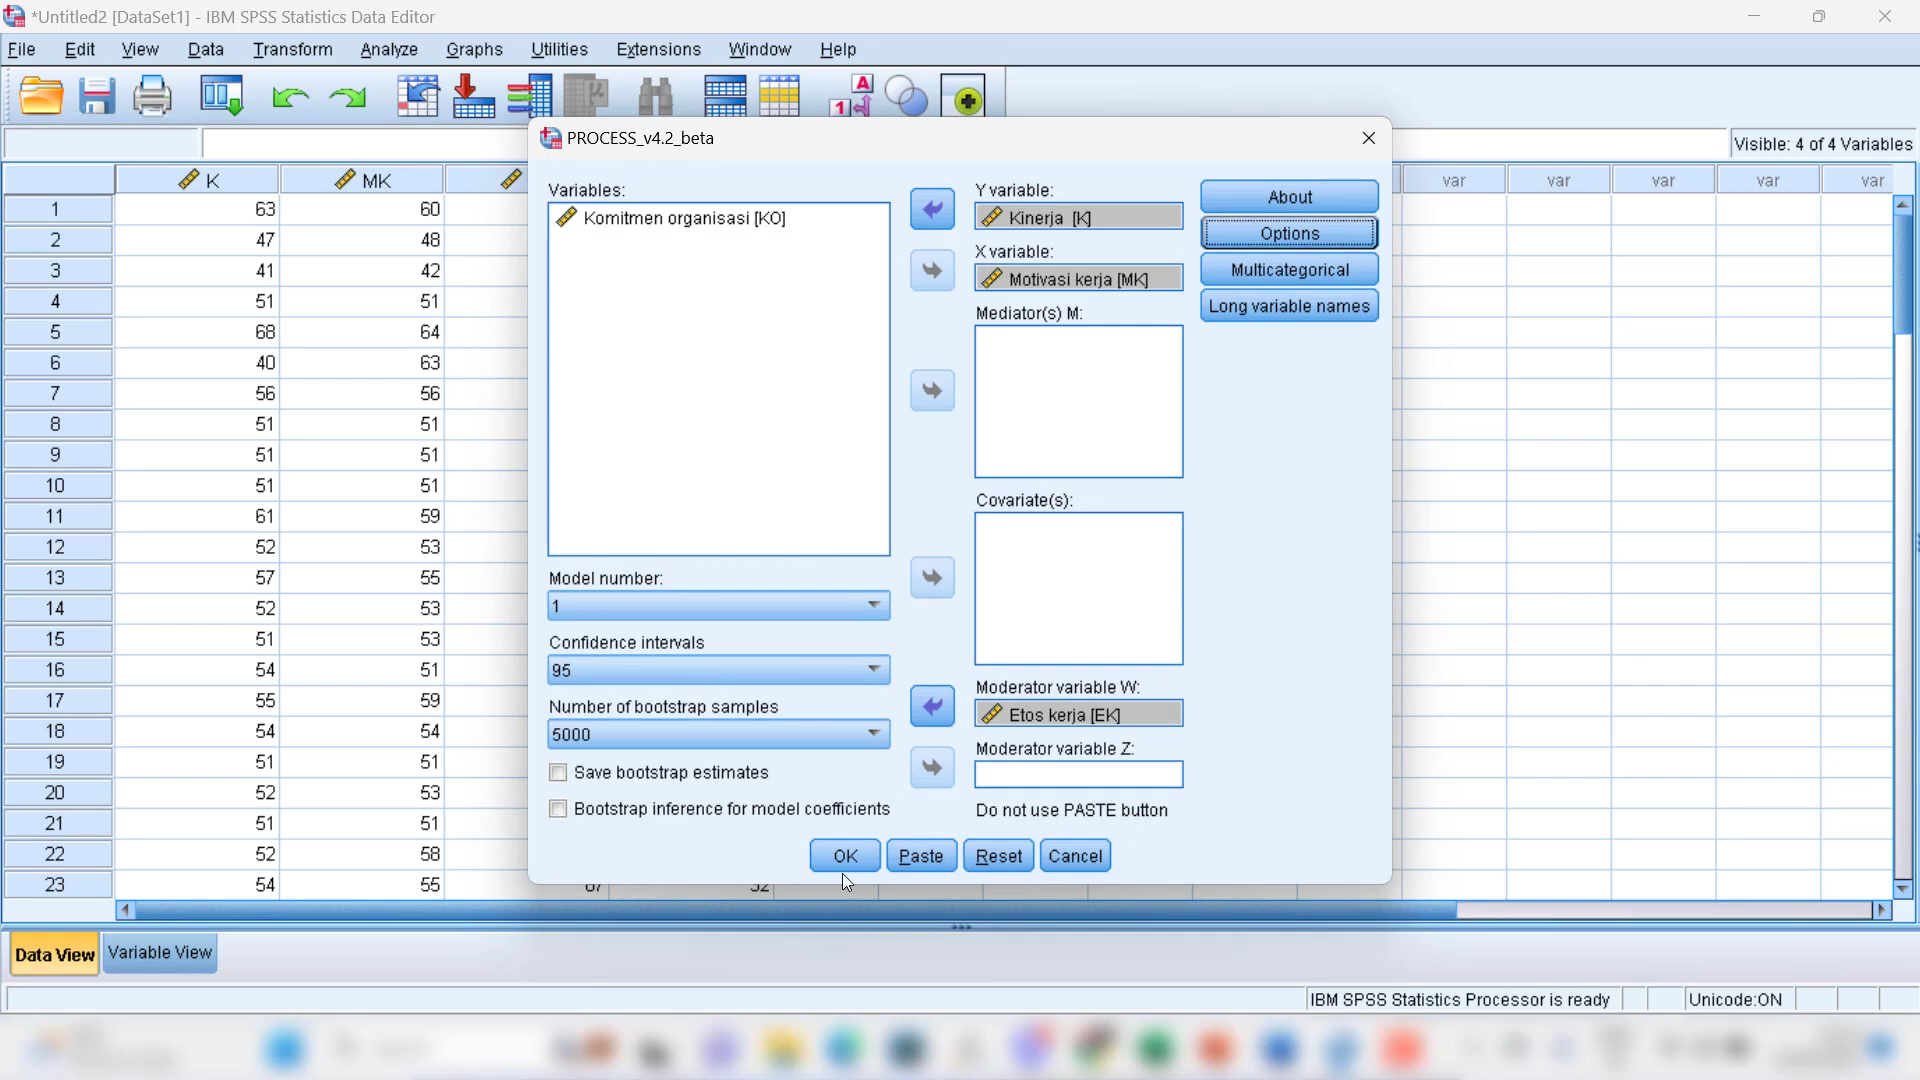 *Untitled2 [DataSet1] - IBM SPSS Statistics Data Editor
File Edit View Data Transform Analyze Graphs Utilities Extensions Window Help
A
1
PROCESS_v4.2_beta
Visible: 4 of 4 Variables
K MK var var var var var
1 63 60
2 47 48
3 41 42
4 51 51
5 68 64
6 40 63
7 56 56
8 51 51
9 51 51
10 51 51
11 61 59
12 52 53
13 57 55
14 52 53
15 51 53
16 54 51
17 55 59
18 54 54
19 51 51
20 52 53
21 51 51
22 52 58
23 54 55
Variables:
Komitmen organisasi [KO]
Model number:
1
Confidence intervals
95
Number of bootstrap samples
5000
Save bootstrap estimates
Bootstrap inference for model coefficients
Y variable:
Kinerja [K]
X variable:
Motivasi kerja [MK]
Mediator(s) M:
Covariate(s):
Moderator variable W:
Etos kerja [EK]
Moderator variable Z:
Do not use PASTE button
About
Options
Multicategorical
Long variable names
OK Paste Reset Cancel
Data View Variable View
IBM SPSS Statistics Processor is ready Unicode:ON